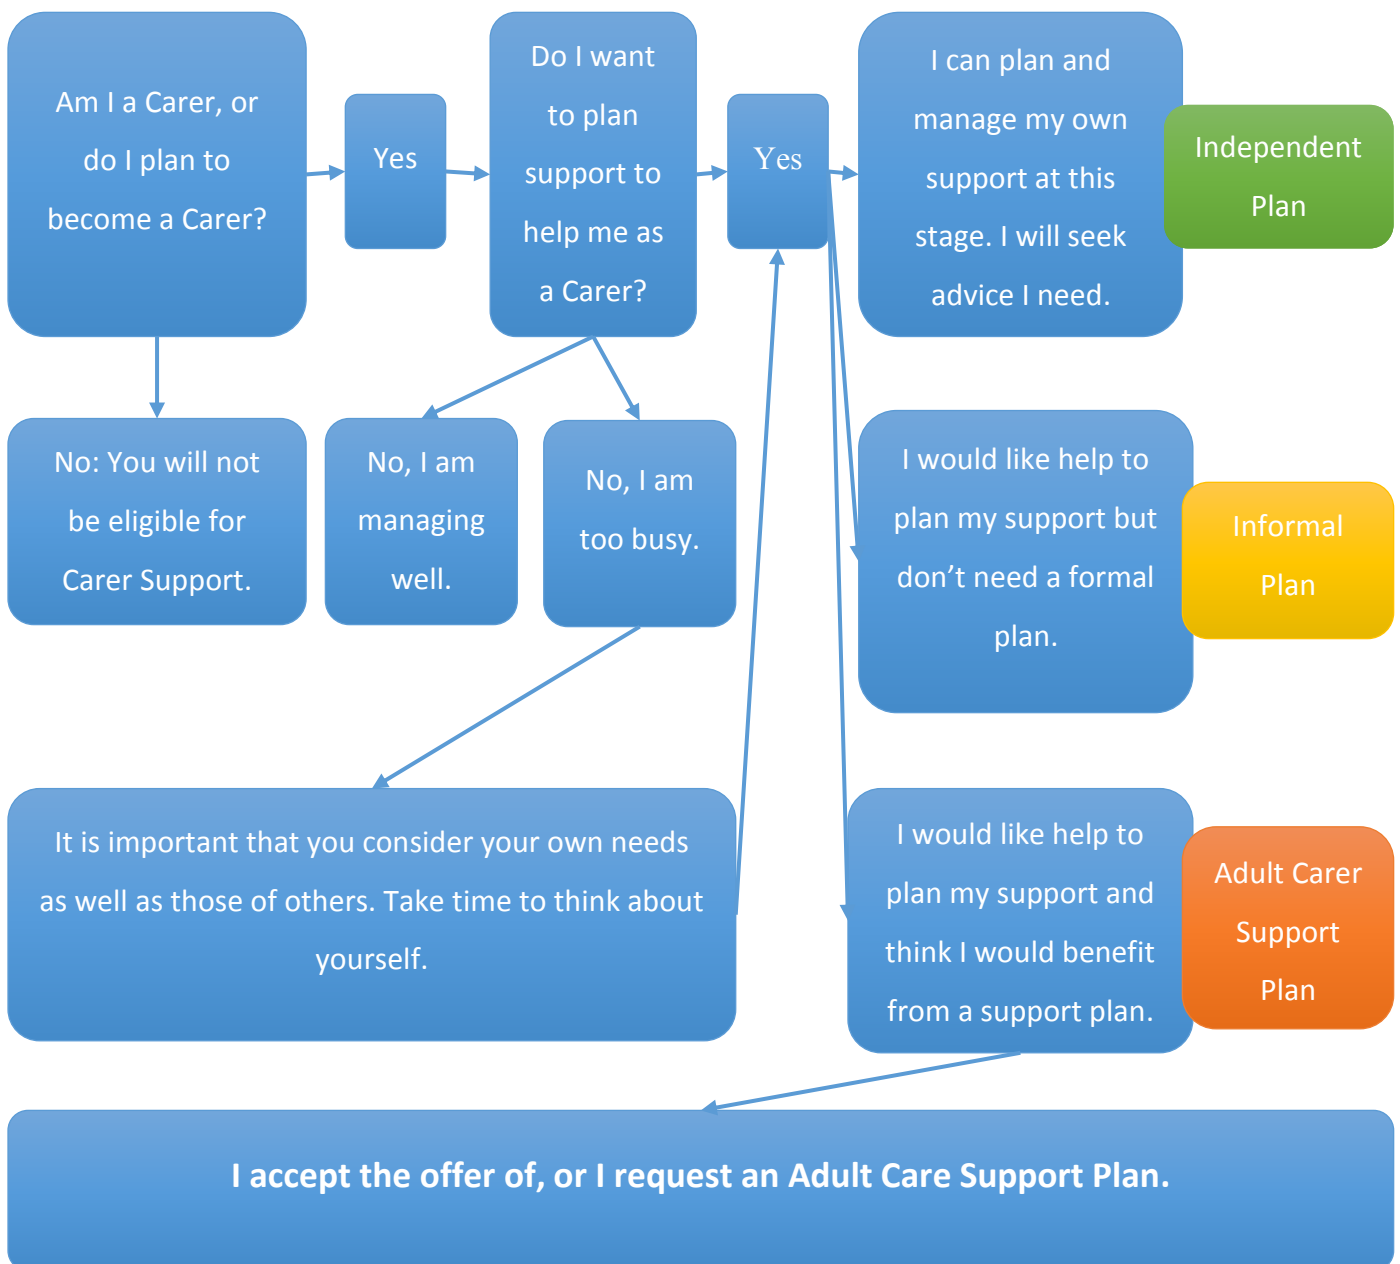 Am I a Carer, or
do I plan to
become a Carer?
Yes
Do I want
to plan
support to
help me as
a Carer?
Yes
I can plan and
manage my own
support at this
stage. I will seek
advice I need.
Independent
Plan
No: You will not
be eligible for
Carer Support.
No, I am
managing
well.
No, I am
too busy.
I would like help to
plan my support but
don’t need a formal
plan.
Informal
Plan
It is important that you consider your own needs
as well as those of others. Take time to think about
yourself.
I would like help to
plan my support and
think I would benefit
from a support plan.
Adult Carer
Support
Plan
I accept the offer of, or I request an Adult Care Support Plan.